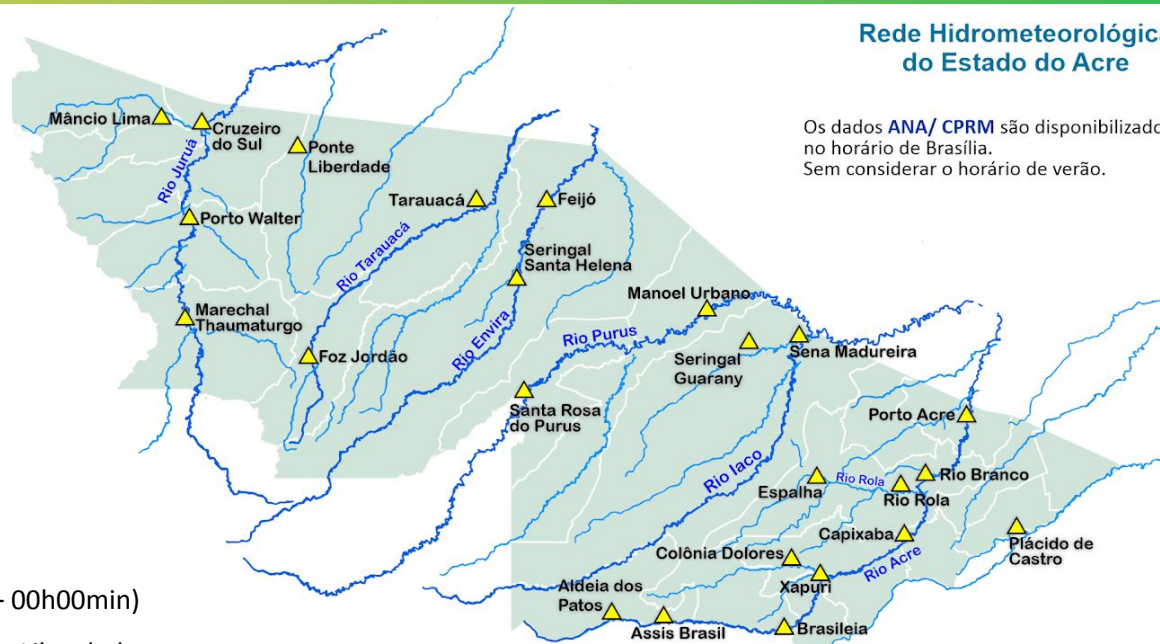 Rede Hidrometeorológica
do Estado do Acre
Os dados ANA/ CPRM são disponibilizado
no horário de Brasília.
Sem considerar o horário de verão.
Mâncio Lima
Cruzeiro
do Sul
Ponte
Liberdade
Rio Juruá
Tarauacá
Feijó
Porto Walter
Rio Tarauacá
Seringal
Santa Helena
Manoel Urbano
Marechal
Thaumaturgo
Rio Envira
Rio Purus
Foz Jordão
Seringal
Guarany
Sena Madureira
Santa Rosa
do Purus
Porto Acre
Rio Iaco
Espalha
Rio Rola
Rio Rola
Rio Branco
Capixaba
Plácido de
Castro
Colônia Dolores
Rio Acre
Xapuri
Aldeia dos
Patos
Assis Brasil
Brasileia
- 00h00min)